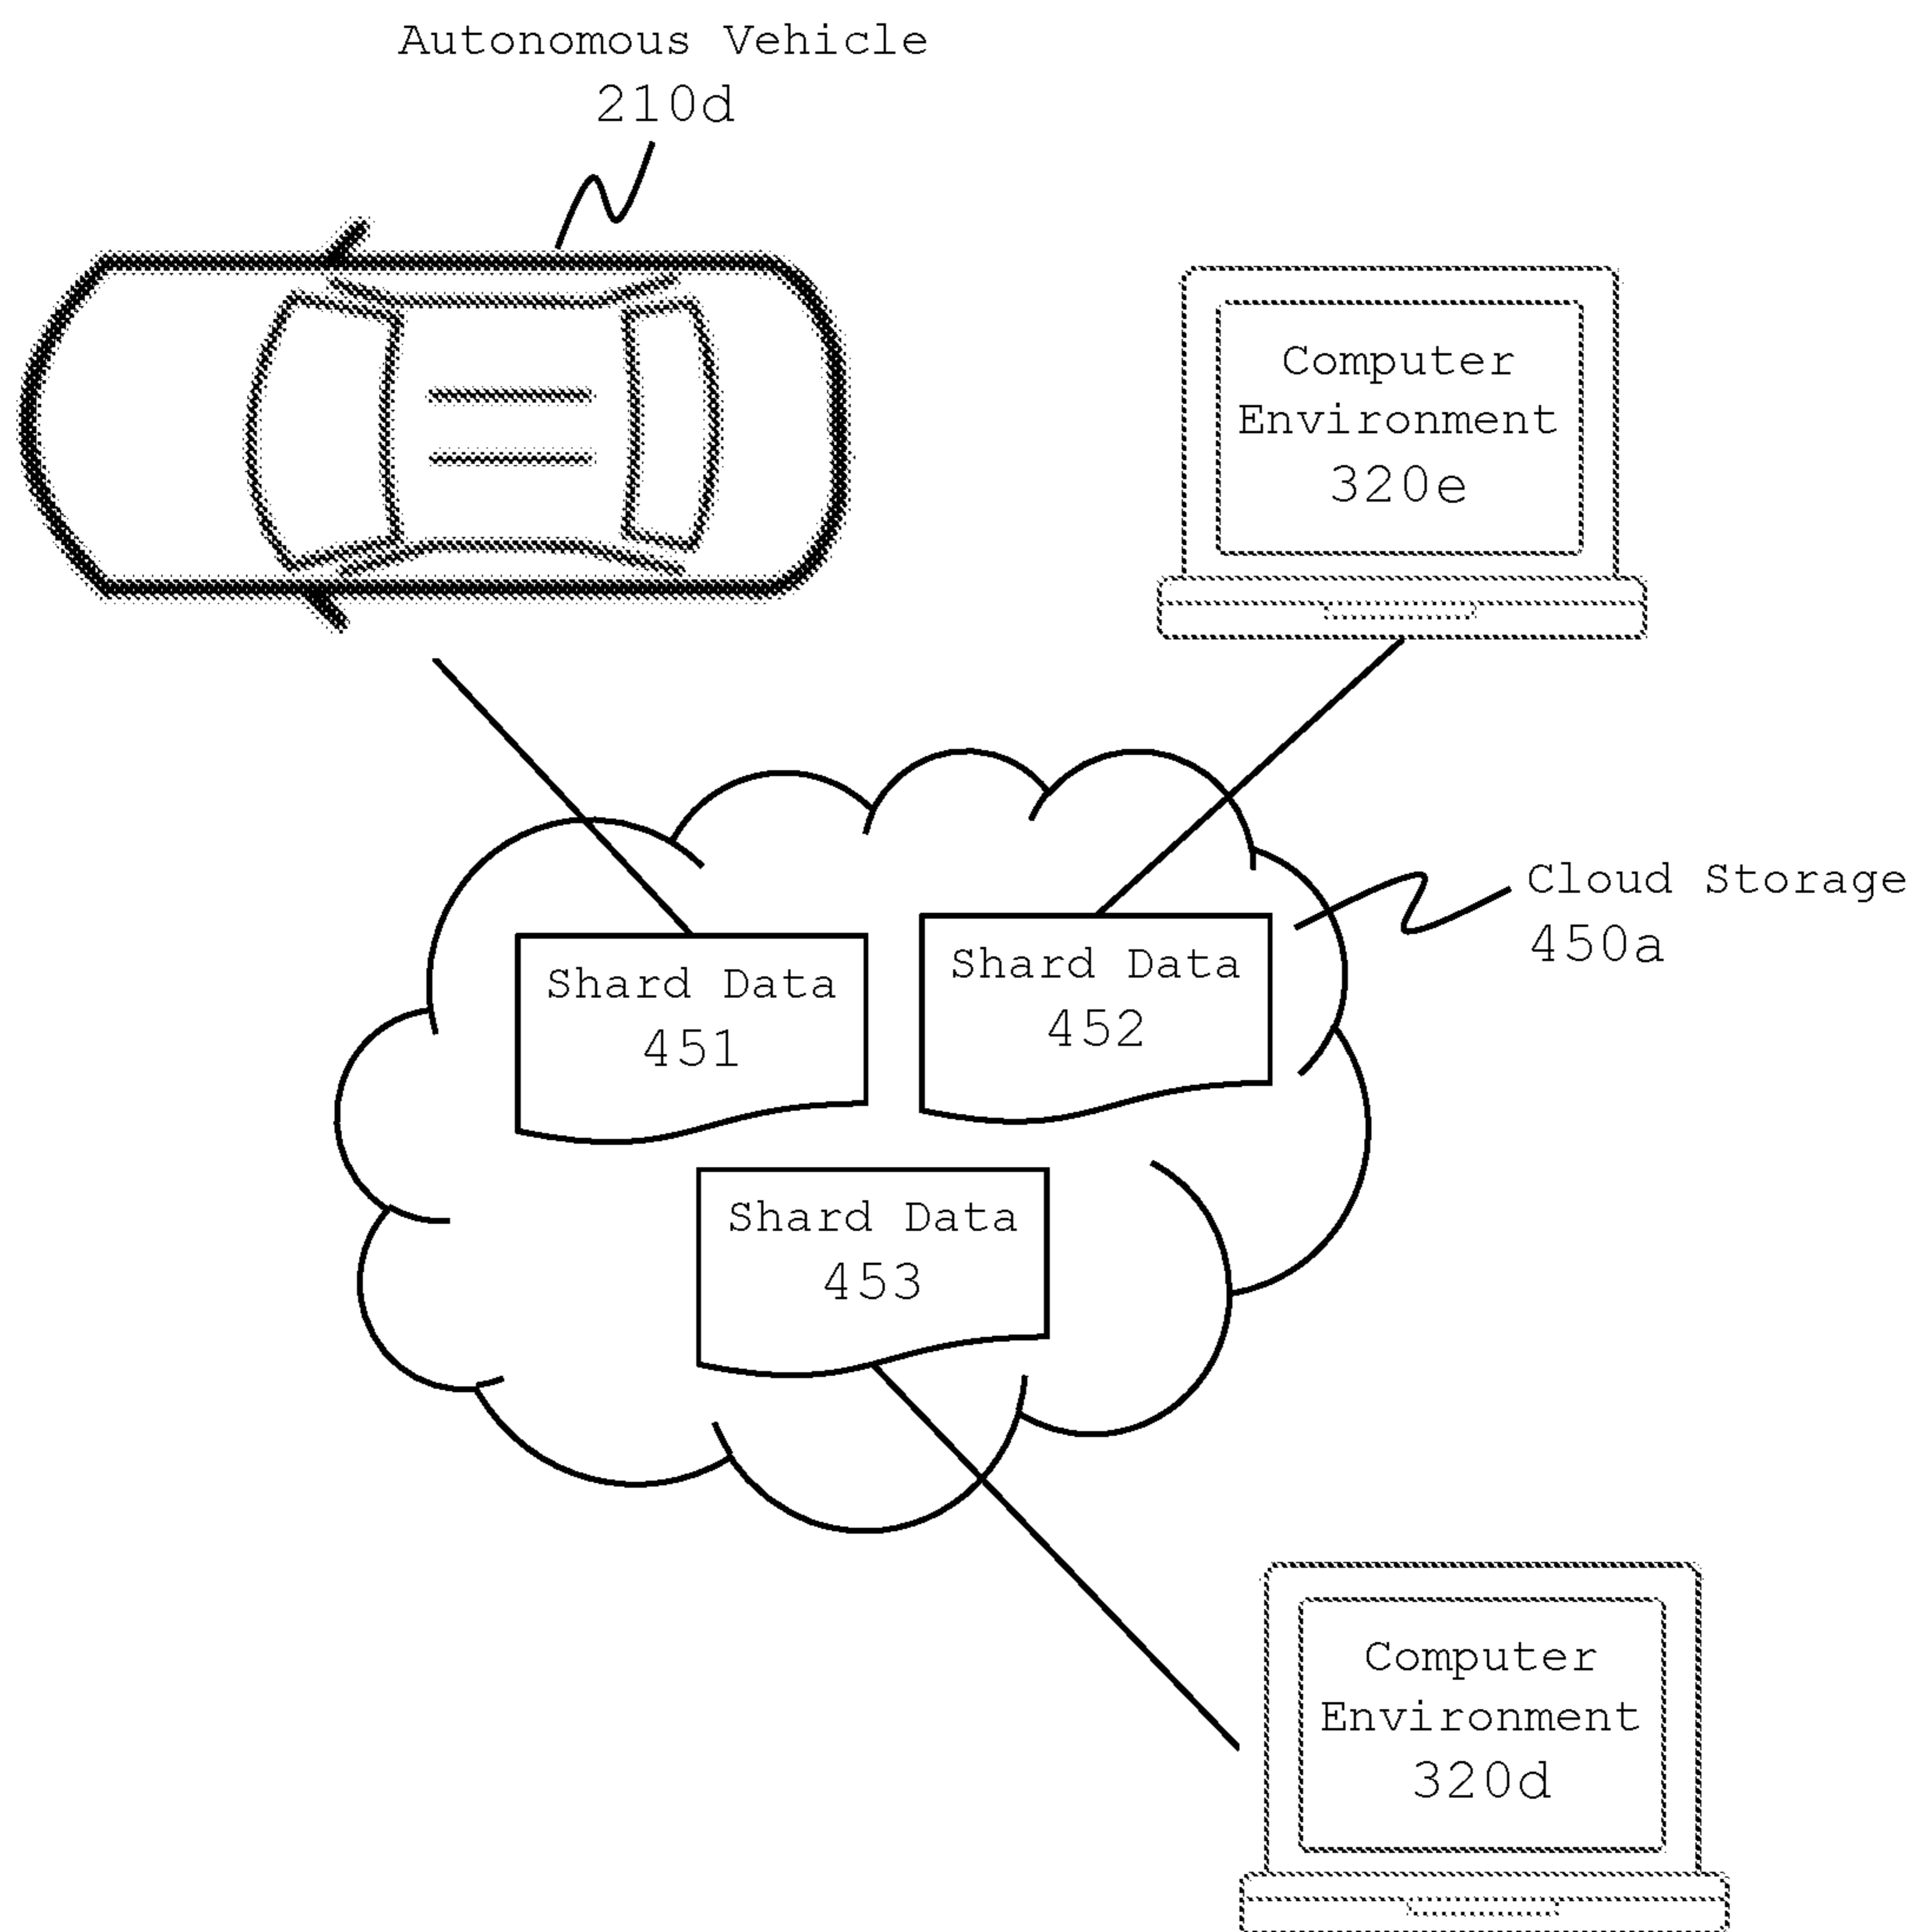 Autonomous Vehicle
210d
Computer
Environment
320e
Cloud Storage
450a
Shard Data
451
Shard Data
452
Shard Data
453
Computer
Environment
320d